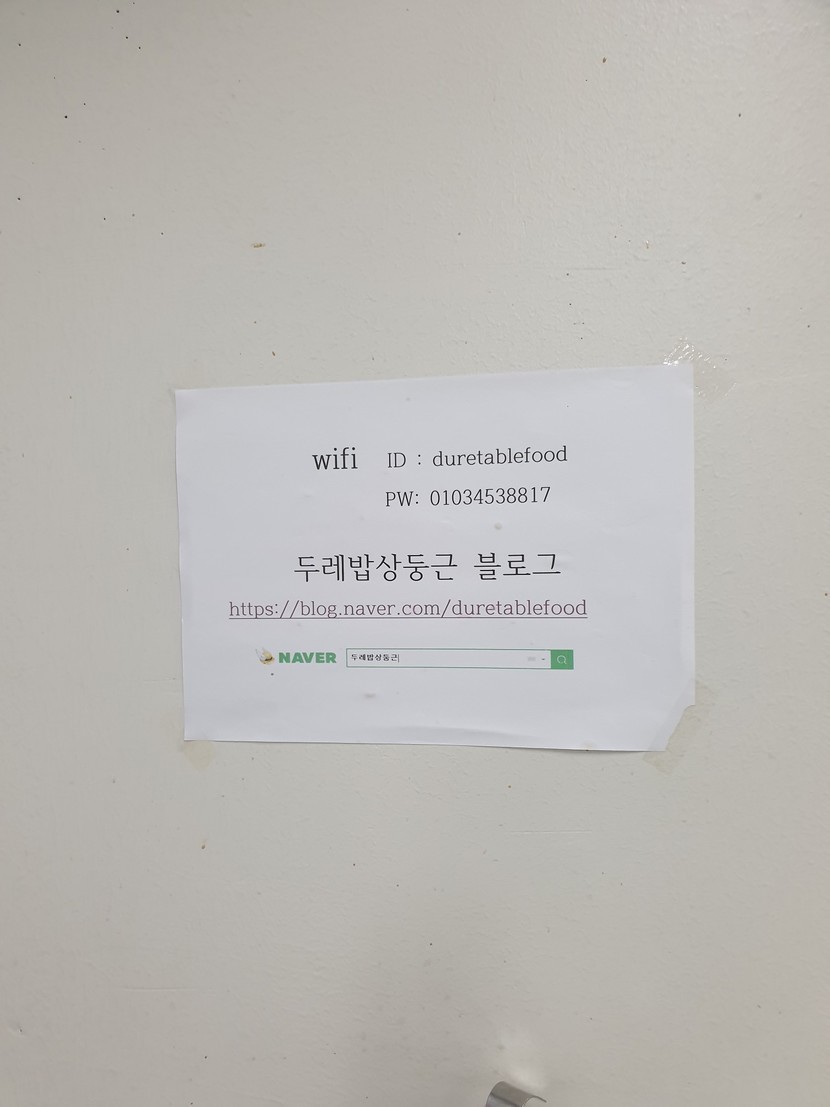 wifi ID : duretablefood
PW: 01034538817
두레밥상둥근 블로그
https://blog.naver.com/duretablefood
NAVER 두레밥상둥근